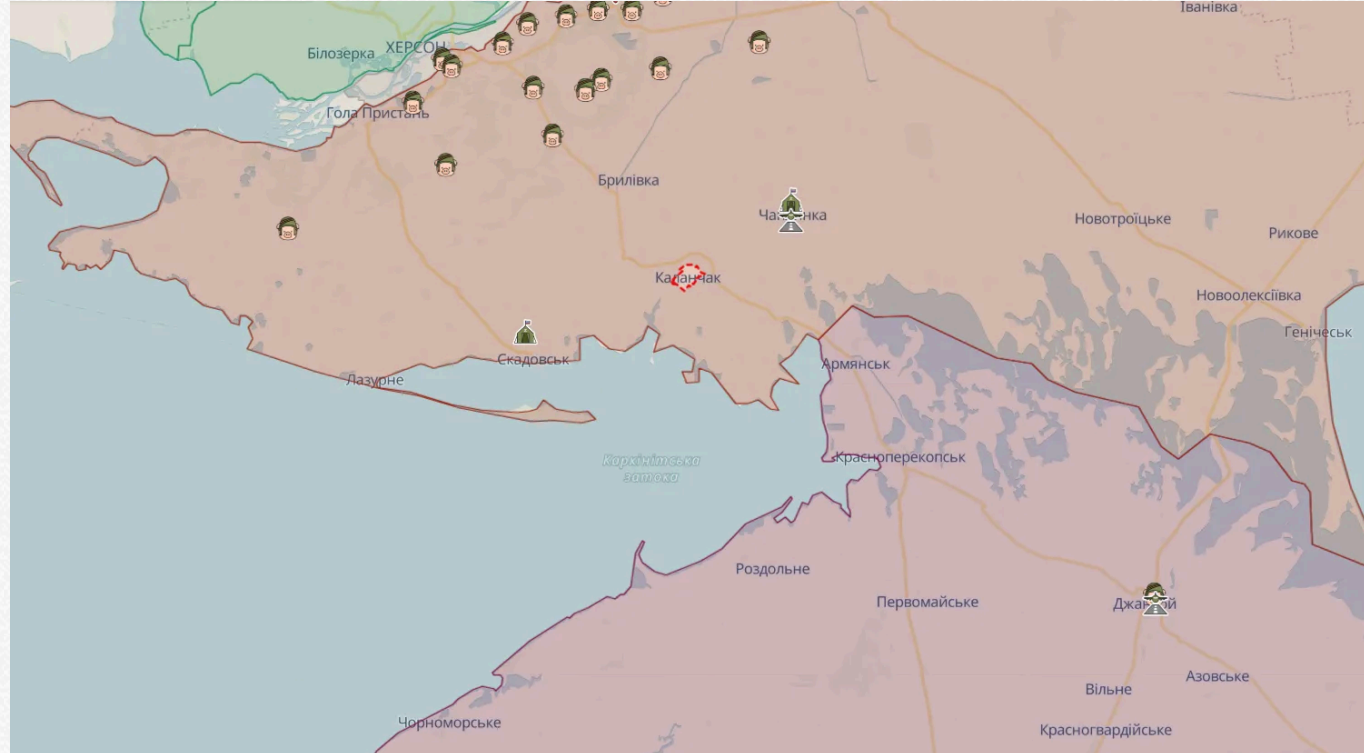 Іванівка
ХЕРСОН
Білозерка
Гола Пристань
Брилівка
Новотроїцьке
Рикове
Каланчак
Новоолексіївка
Генічеськ
Скадовськ
Армянськ
Лазурне
Красноперекопськ
Каркінітська
затока
Роздольне
Первомайське
Азовське
Вільне
Чорноморське
Красногвардійське